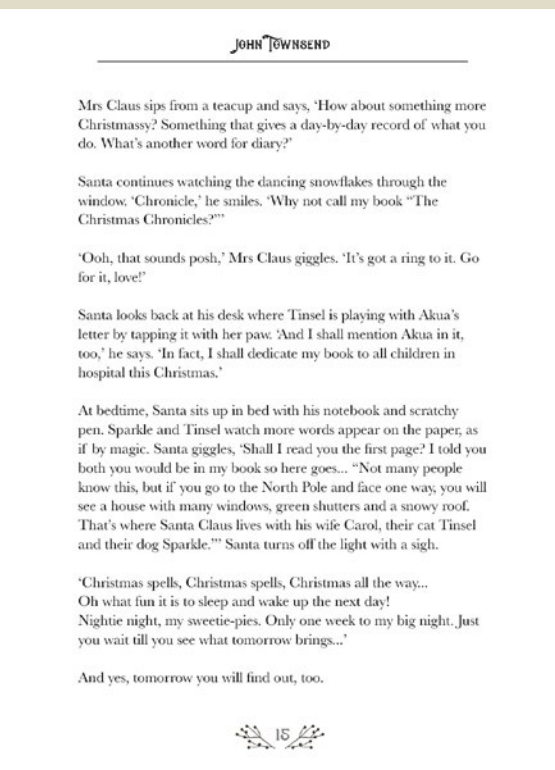 JOHN TOWNSEND
Mrs Claus sips from a teacup and says, ‘How about something more
Christmassy? Something that gives a day-by-day record of what you
do. What’s another word for diary?’
Santa continues watching the dancing snowflakes through the
window. ‘Chronicle,’ he smiles. ‘Why not call my book “The
Christmas Chronicles?”’
‘Ooh, that sounds posh,’ Mrs Claus giggles. ‘It’s got a ring to it. Go
for it, love!’
Santa looks back at his desk where Tinsel is playing with Akua’s
letter by tapping it with her paw. ‘And I shall mention Akua in it,
too,’ he says. ‘In fact, I shall dedicate my book to all children in
hospital this Christmas.’
At bedtime, Santa sits up in bed with his notebook and scratchy
pen. Sparkle and Tinsel watch more words appear on the paper, as
if by magic. Santa giggles, ‘Shall I read you the first page? I told you
both you would be in my book so here goes... “Not many people
know this, but if you go to the North Pole and face one way, you will
see a house with many windows, green shutters and a snowy roof.
That’s where Santa Claus lives with his wife Carol, their cat Tinsel
and their dog Sparkle.”’ Santa turns off the light with a sigh.
‘Christmas spells, Christmas spells, Christmas all the way...
Oh what fun it is to sleep and wake up the next day!
Nightie night, my sweetie-pies. Only one week to my big night. Just
you wait till you see what tomorrow brings...’
And yes, tomorrow you will find out, too.
15